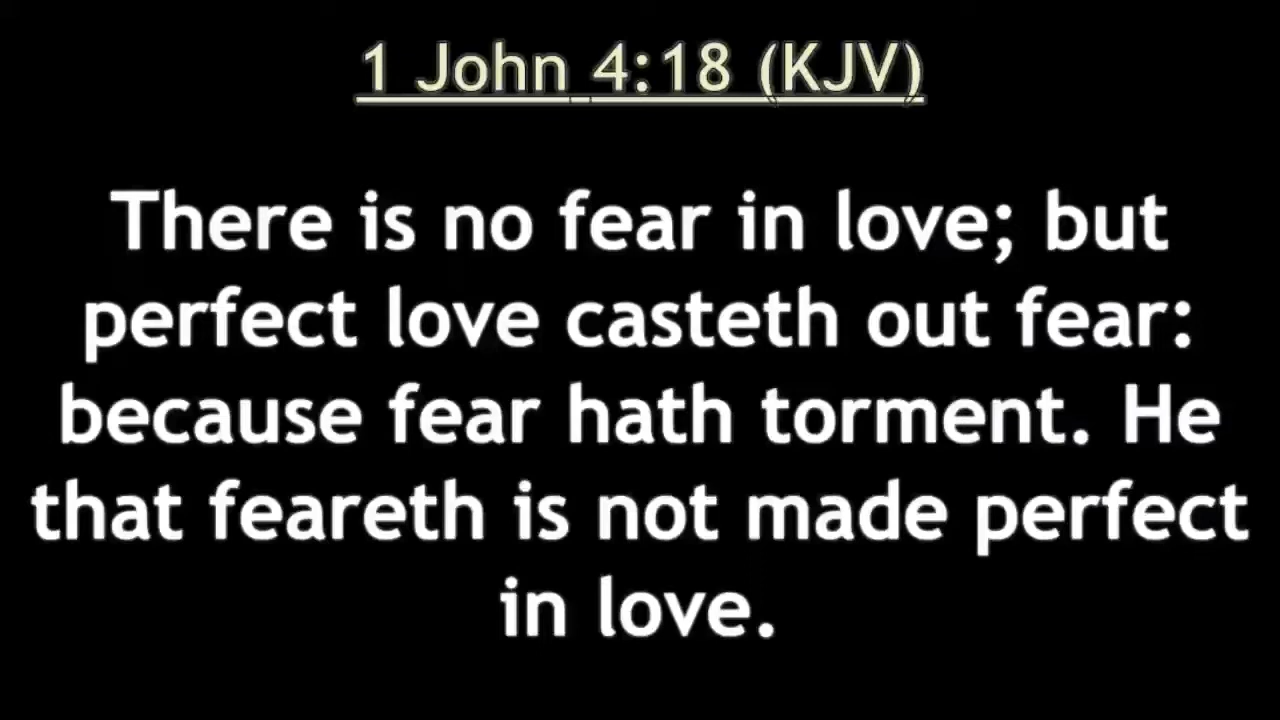 1 John 4:18 (KJV)
There is no fear in love; but
perfect love casteth out fear:
because fear hath torment. He
that feareth is not made perfect
in love.